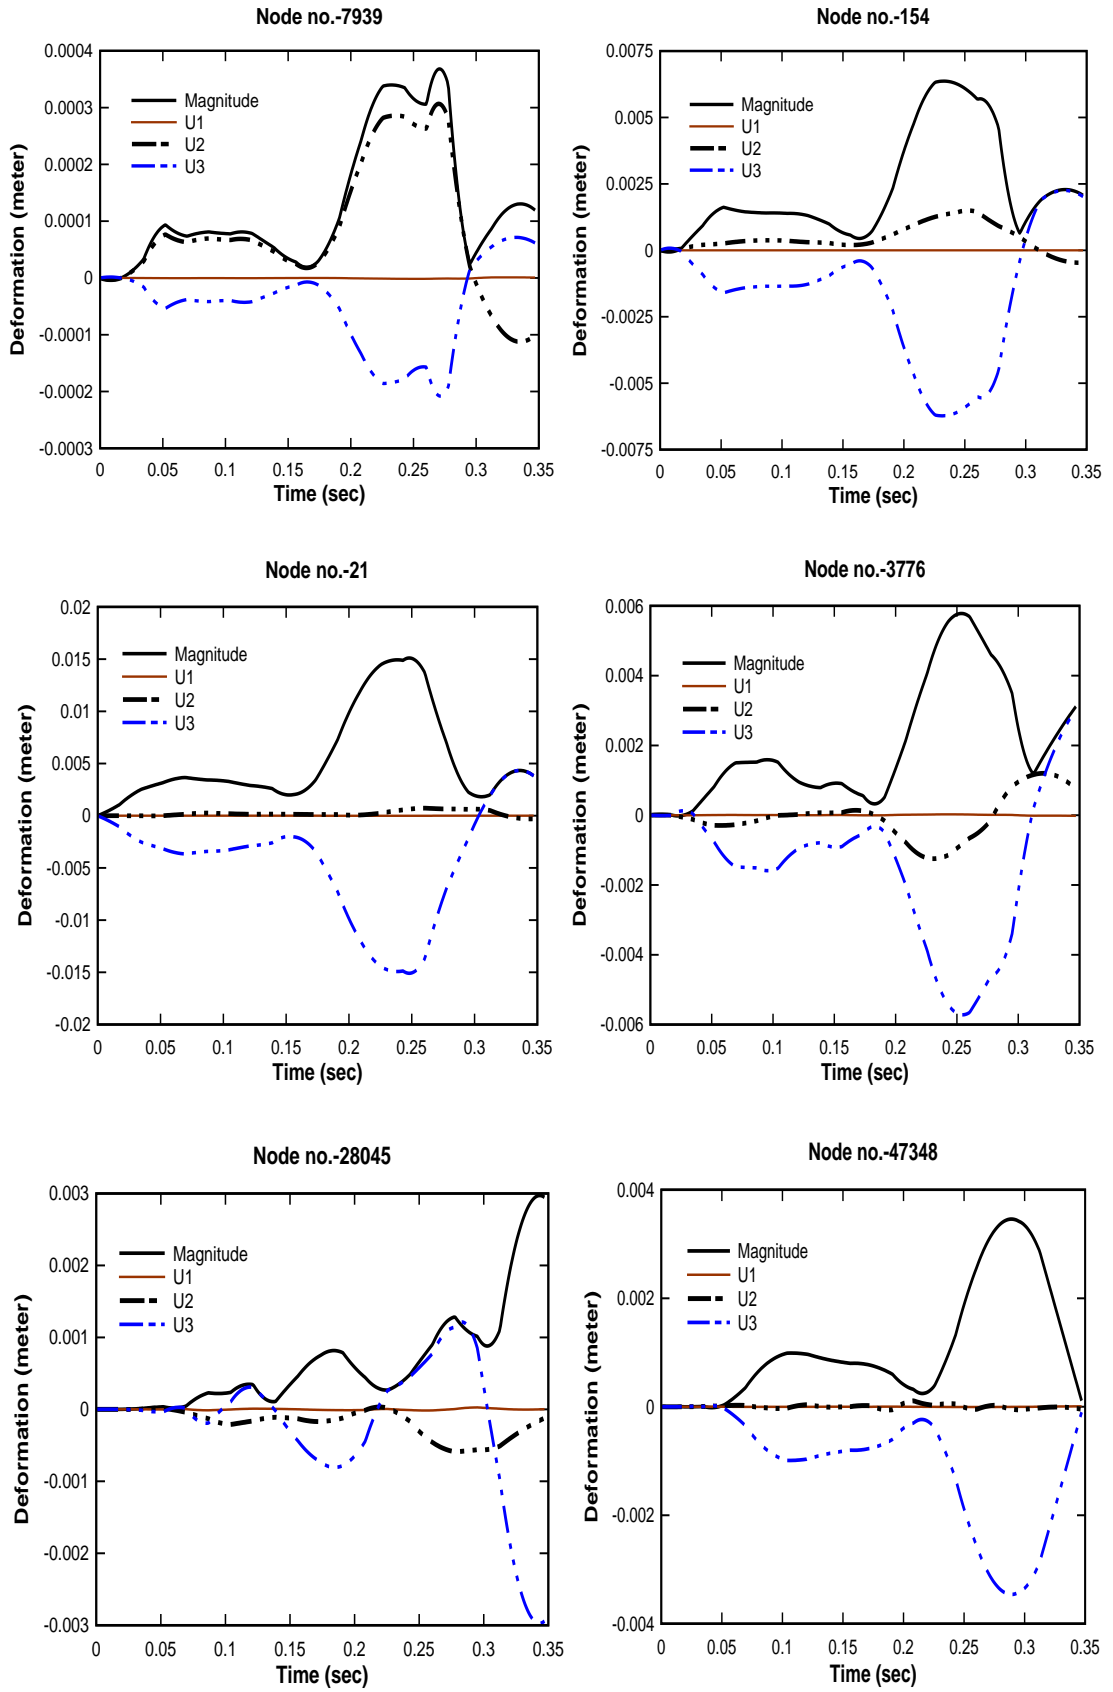 Node no.-7939
Deformation (meter)
0.0004
0.0003
0.0002
0.0001
0
-0.0001
-0.0002
-0.0003
Magnitude
U1
U2
U3
0 0.05 0.1 0.15 0.2 0.25 0.3 0.35
Time (sec)
Node no.-154
Deformation (meter)
0.0075
0.005
0.0025
0
-0.0025
-0.005
-0.0075
Magnitude
U1
U2
U3
0 0.05 0.1 0.15 0.2 0.25 0.3 0.35
Time (sec)
Node no.-21
Deformation (meter)
0.02
0.015
0.01
0.005
0
-0.005
-0.01
-0.015
-0.02
Magnitude
U1
U2
U3
0 0.05 0.1 0.15 0.2 0.25 0.3 0.35
Time (sec)
Node no.-3776
Deformation (meter)
0.006
0.004
0.002
0
-0.002
-0.004
-0.006
Magnitude
U1
U2
U3
0 0.05 0.1 0.15 0.2 0.25 0.3 0.35
Time (sec)
Node no.-28045
Deformation (meter)
0.003
0.002
0.001
0
-0.001
-0.002
-0.003
Magnitude
U1
U2
U3
0 0.05 0.1 0.15 0.2 0.25 0.3 0.35
Time (sec)
Node no.-47348
Deformation (meter)
0.004
0.002
0
-0.002
-0.004
Magnitude
U1
U2
U3
0 0.05 0.1 0.15 0.2 0.25 0.3 0.35
Time (sec)